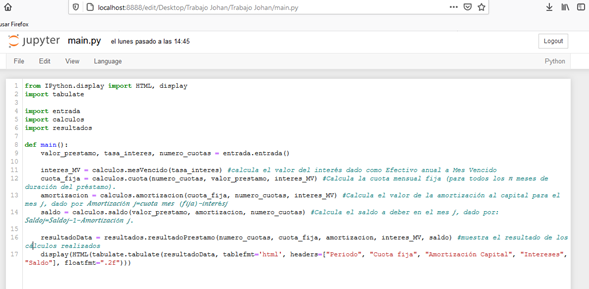 localhost:8888/edit/Desktop/Trabajo Johan/Trabajo Johan/main.py
usar Firefox
jupyter main.py el lunes pasado a las 14:45
Logout
File Edit View Language
Python
1 from IPython.display import HTML, display
2 import tabulate
3
4 import entrada
5 import calculos
6 import resultados
7
8 def main():
9 valor_prestamo, tasa_interes, numero_cuotas = entrada.entrada()
10
11 interes_MV = calculos.mesVencido(tasa_interes) #calcula el valor del interés dado como Efectivo anual a Mes Vencido
12 cuota_fija = calculos.cuota(numero_cuotas, valor_prestamo, interes_MV) #Calcula la cuota mensual fija (para todos los N meses de
duración del préstamo).
13 amortizacion = calculos.amortizacion(cuota_fija, numero_cuotas, interes_MV) #Calcula el valor de la amortización al capital para el
mes j, dado por Amortización j=cuota mes (fija)-interésj
14 saldo = calculos.saldo(valor_prestamo, amortizacion, numero_cuotas) #Calcula el saldo a deber en el mes j, dado por:
Saldoj=Saldoj-1-Amortización j.
15
16 resultadoData = resultados.resultadoPrestamo(numero_cuotas, cuota_fija, amortizacion, interes_MV, saldo) #muestra el resultado de los
calculos realizados
17 display(HTML(tabulate.tabulate(resultadoData, tablefmt='html', headers=["Periodo", "Cuota fija", "Amortización Capital", "Intereses",
"Saldo"], floatfmt=".2f")))